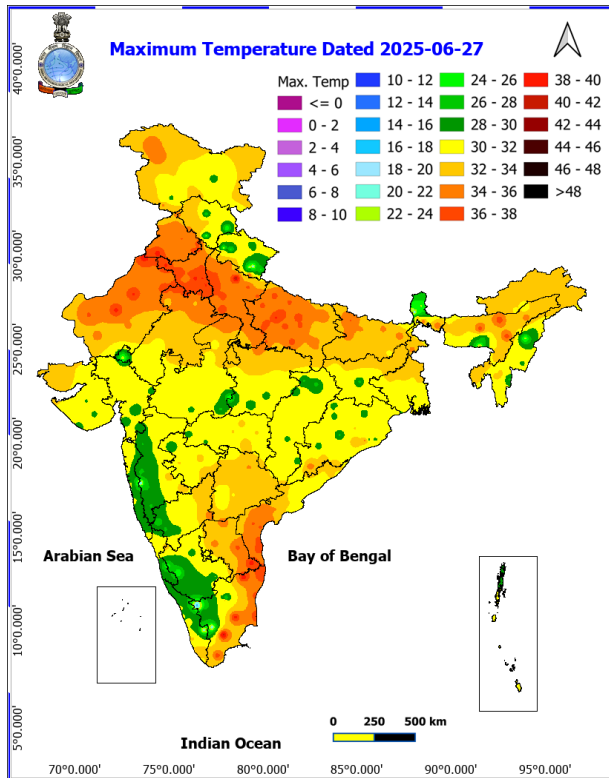 Maximum Temperature Dated 2025-06-27
Max. Temp
<= 0
0 - 2
2 - 4
4 - 6
6 - 8
8 - 10
10 - 12
12 - 14
14 - 16
16 - 18
18 - 20
20 - 22
22 - 24
24 - 26
26 - 28
28 - 30
30 - 32
32 - 34
34 - 36
36 - 38
38 - 40
40 - 42
42 - 44
44 - 46
46 - 48
>48
40°0.000'
35°0.000'
30°0.000'
25°0.000'
20°0.000'
15°0.000'
10°0.000'
5°0.000'
Arabian Sea
Bay of Bengal
Indian Ocean
0 250 500 km
70°0.000' 75°0.000' 80°0.000' 85°0.000' 90°0.000' 95°0.000'